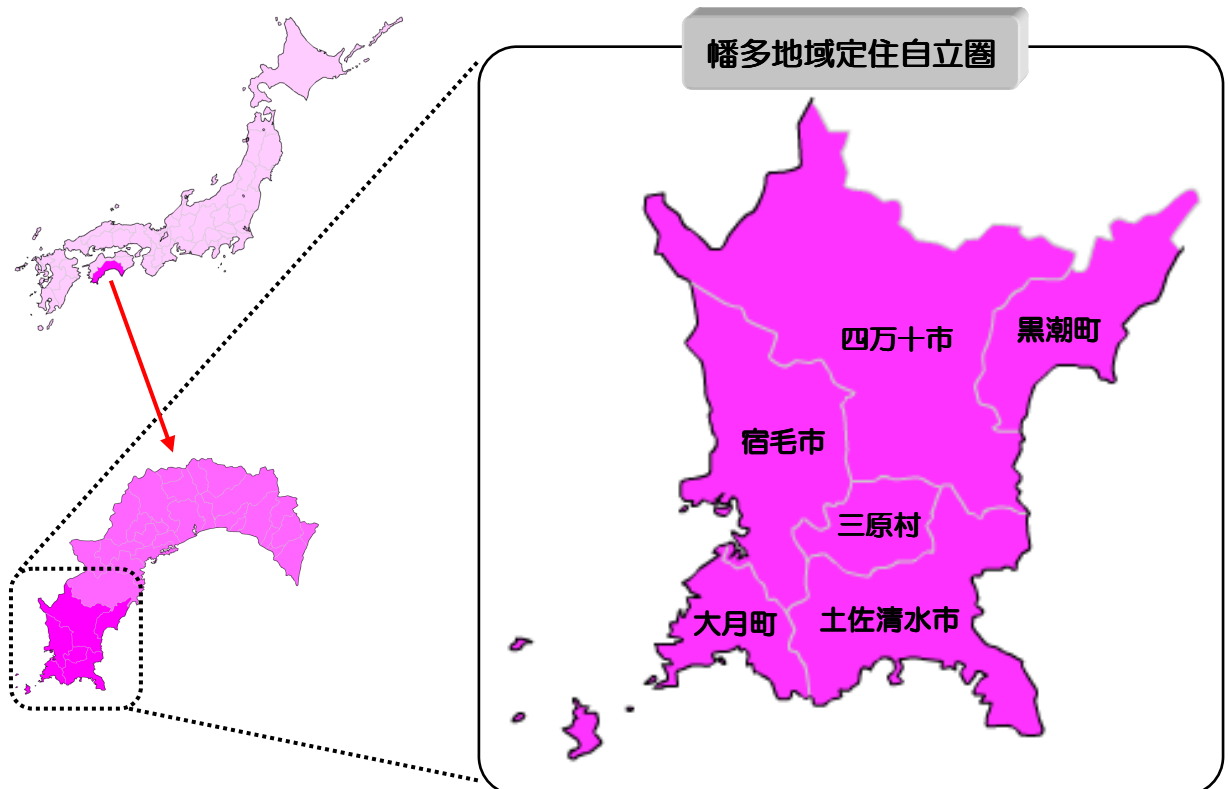 幡多地域定住自立圏
四万十市
黒潮町
宿毛市
三原村
大月町
土佐清水市